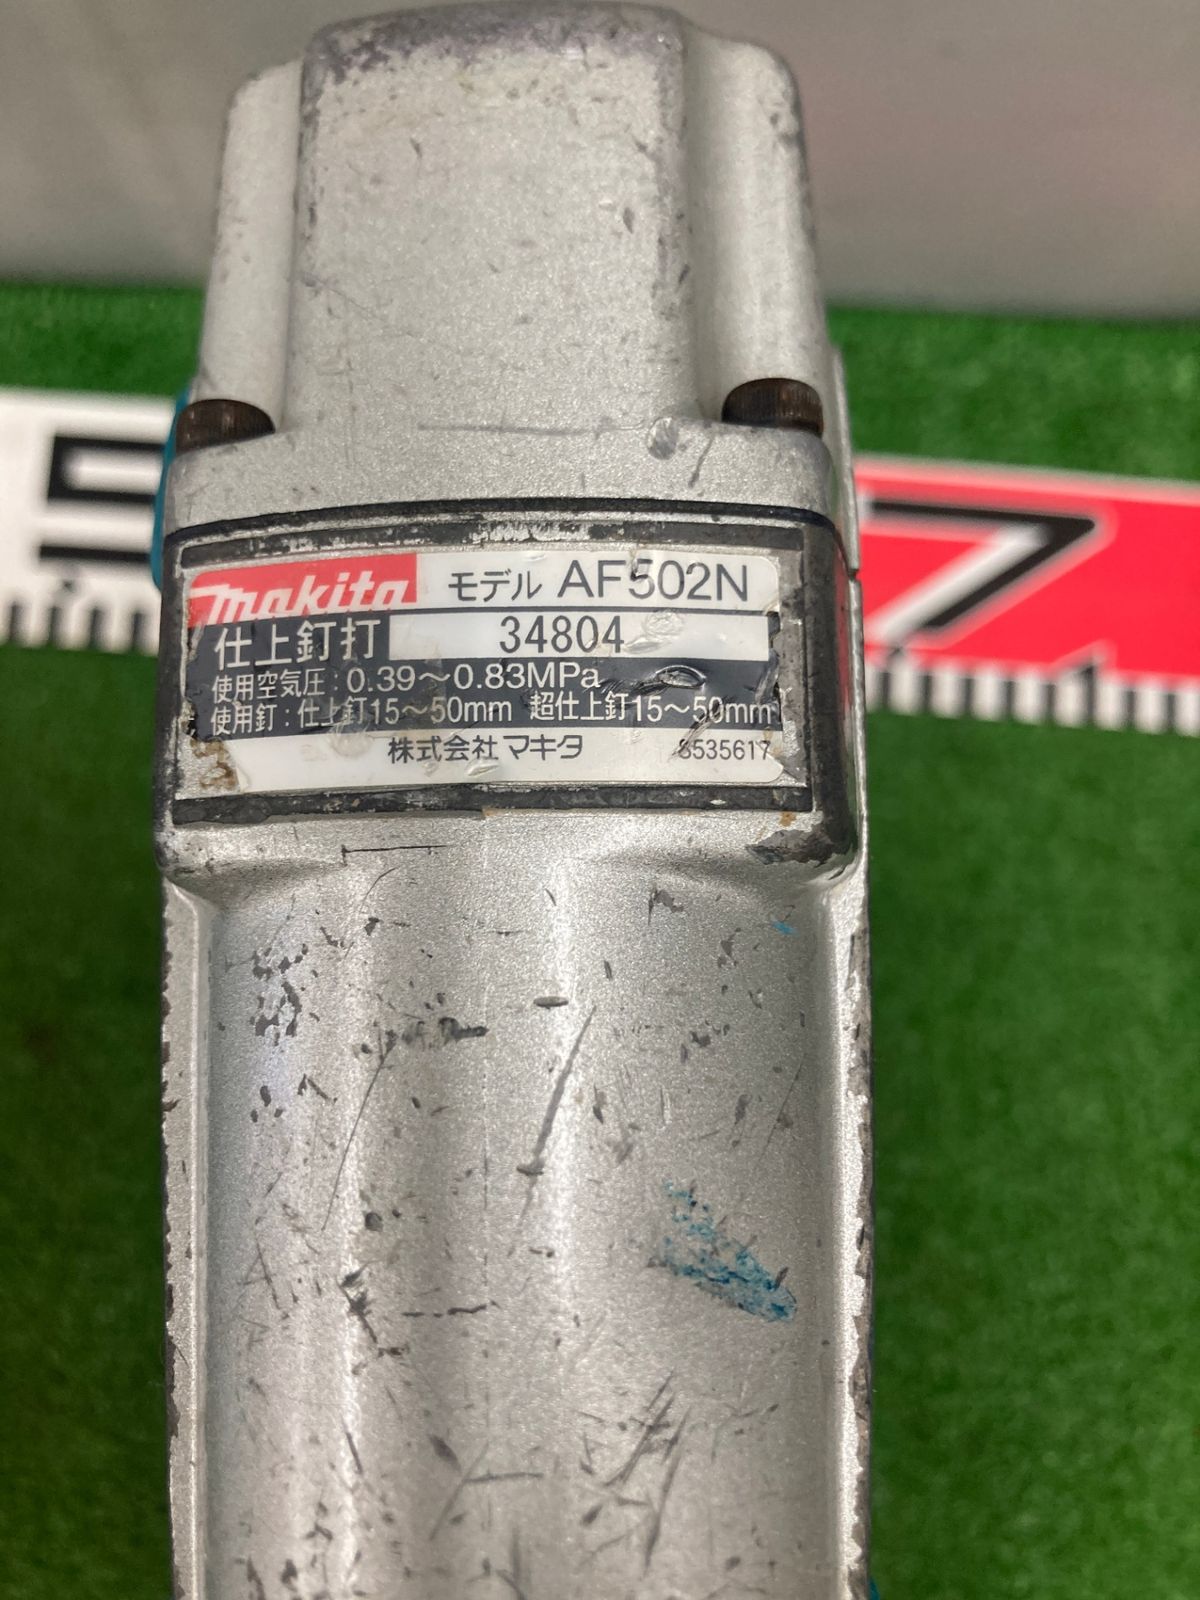 makita モデル AF502N
仕上釘打 34804
使用空気圧:0.39〜0.83MPa
使用釘:仕上釘15〜50mm 超仕上釘15〜50mm
株式会社マキタ 8535617
7